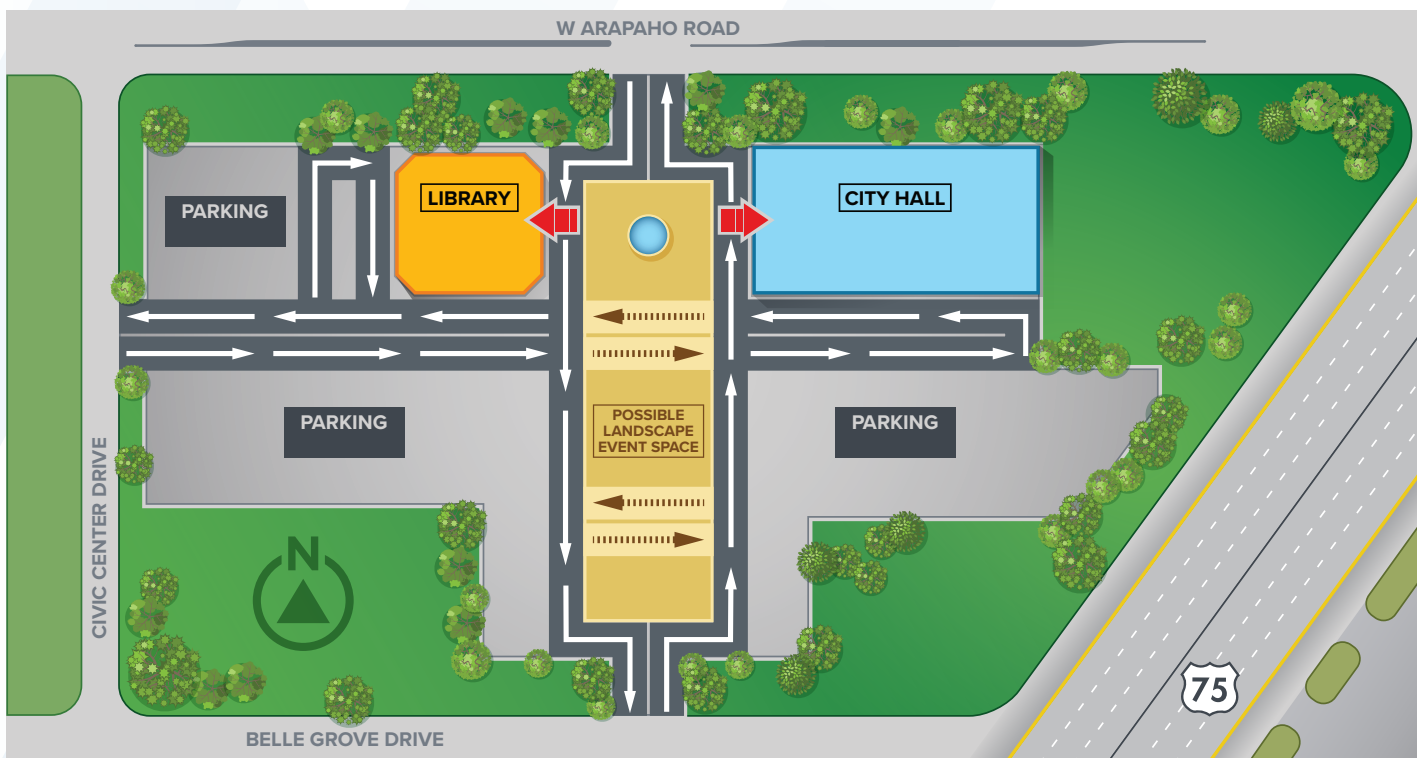 W ARAPAHO ROAD
LIBRARY
CITY HALL
PARKING
PARKING
POSSIBLE
LANDSCAPE
EVENT SPACE
PARKING
CIVIC CENTER DRIVE
N
75
BELLE GROVE DRIVE